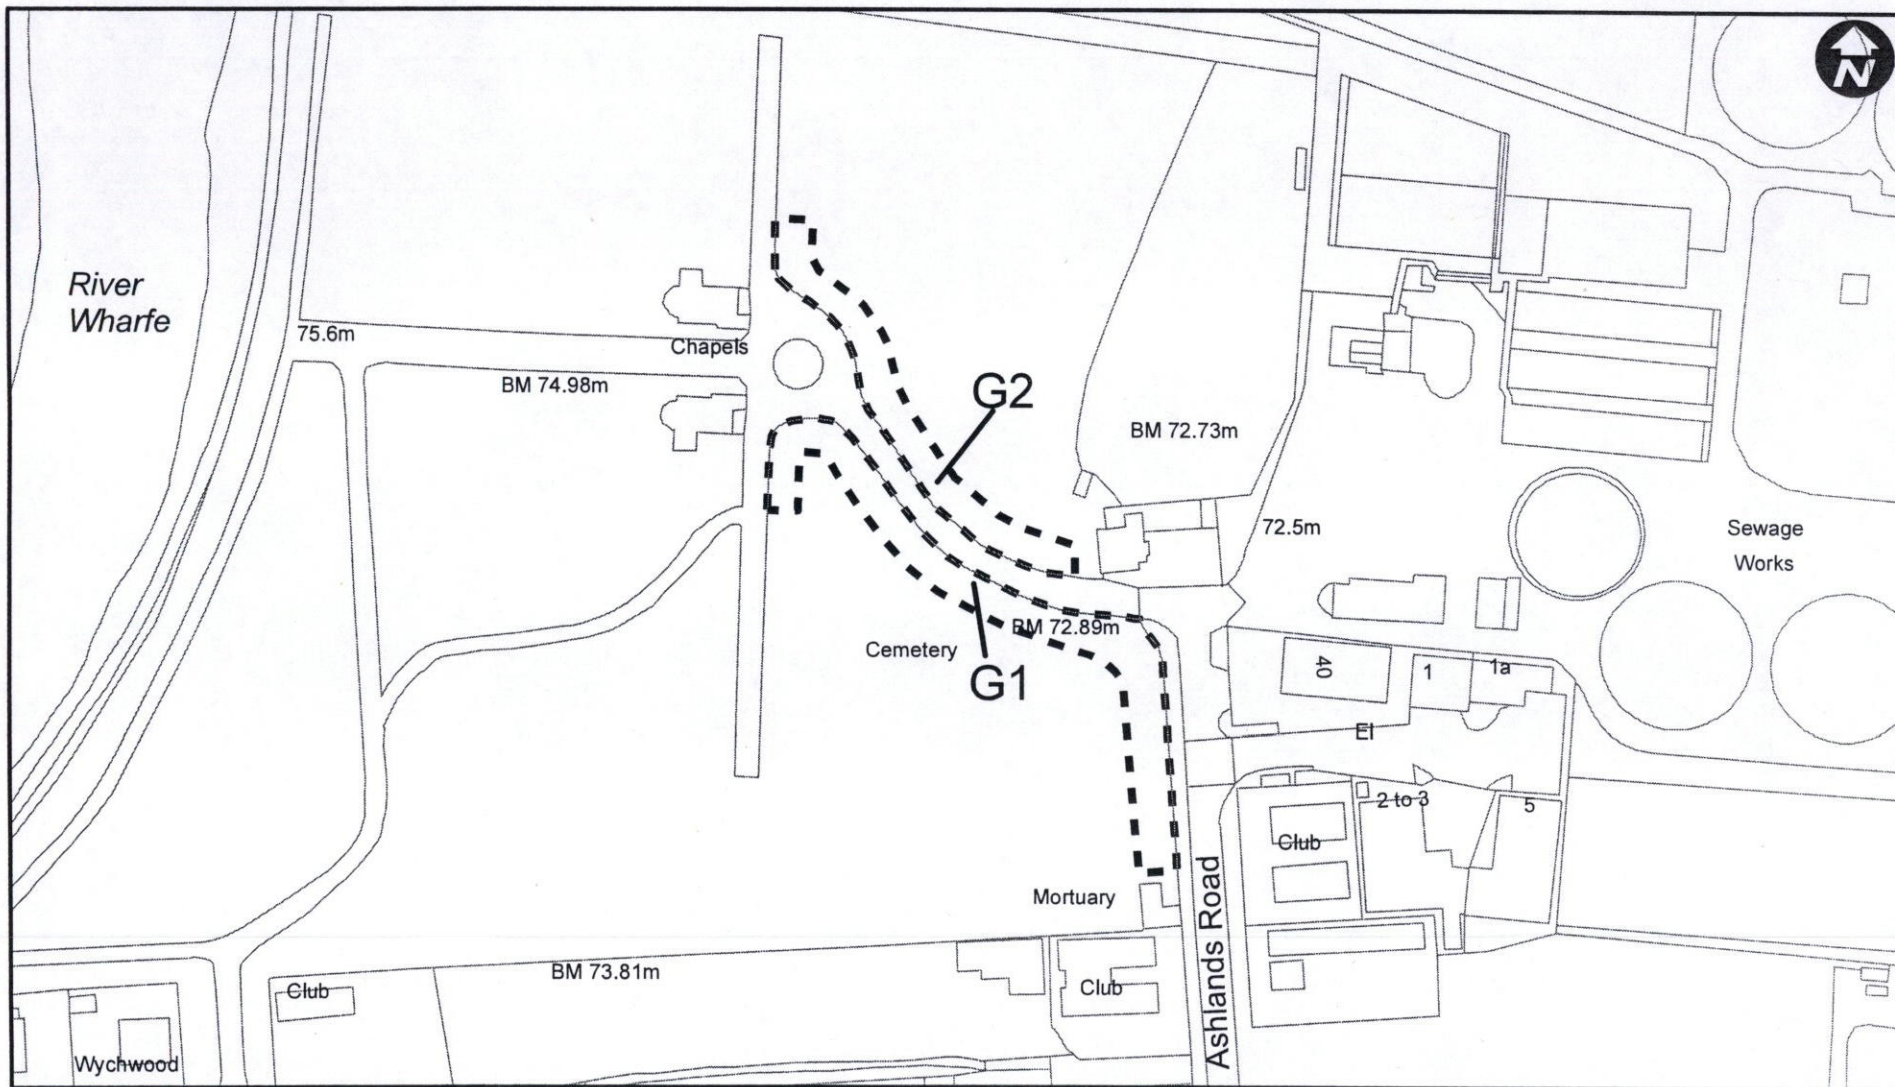 N
River
Wharfe
75.6m
Chapels
BM 74.98m
G2
BM 72.73m
72.5m
Sewage
Works
BM 72.89m
Cemetery
G1
40
1
1a
El
2 to 3
5
Club
Mortuary
Ashlands Road
BM 73.81m
Club
Club
Wychwood